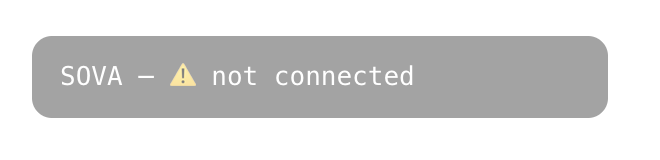 SOVA — ⚠️ not connected